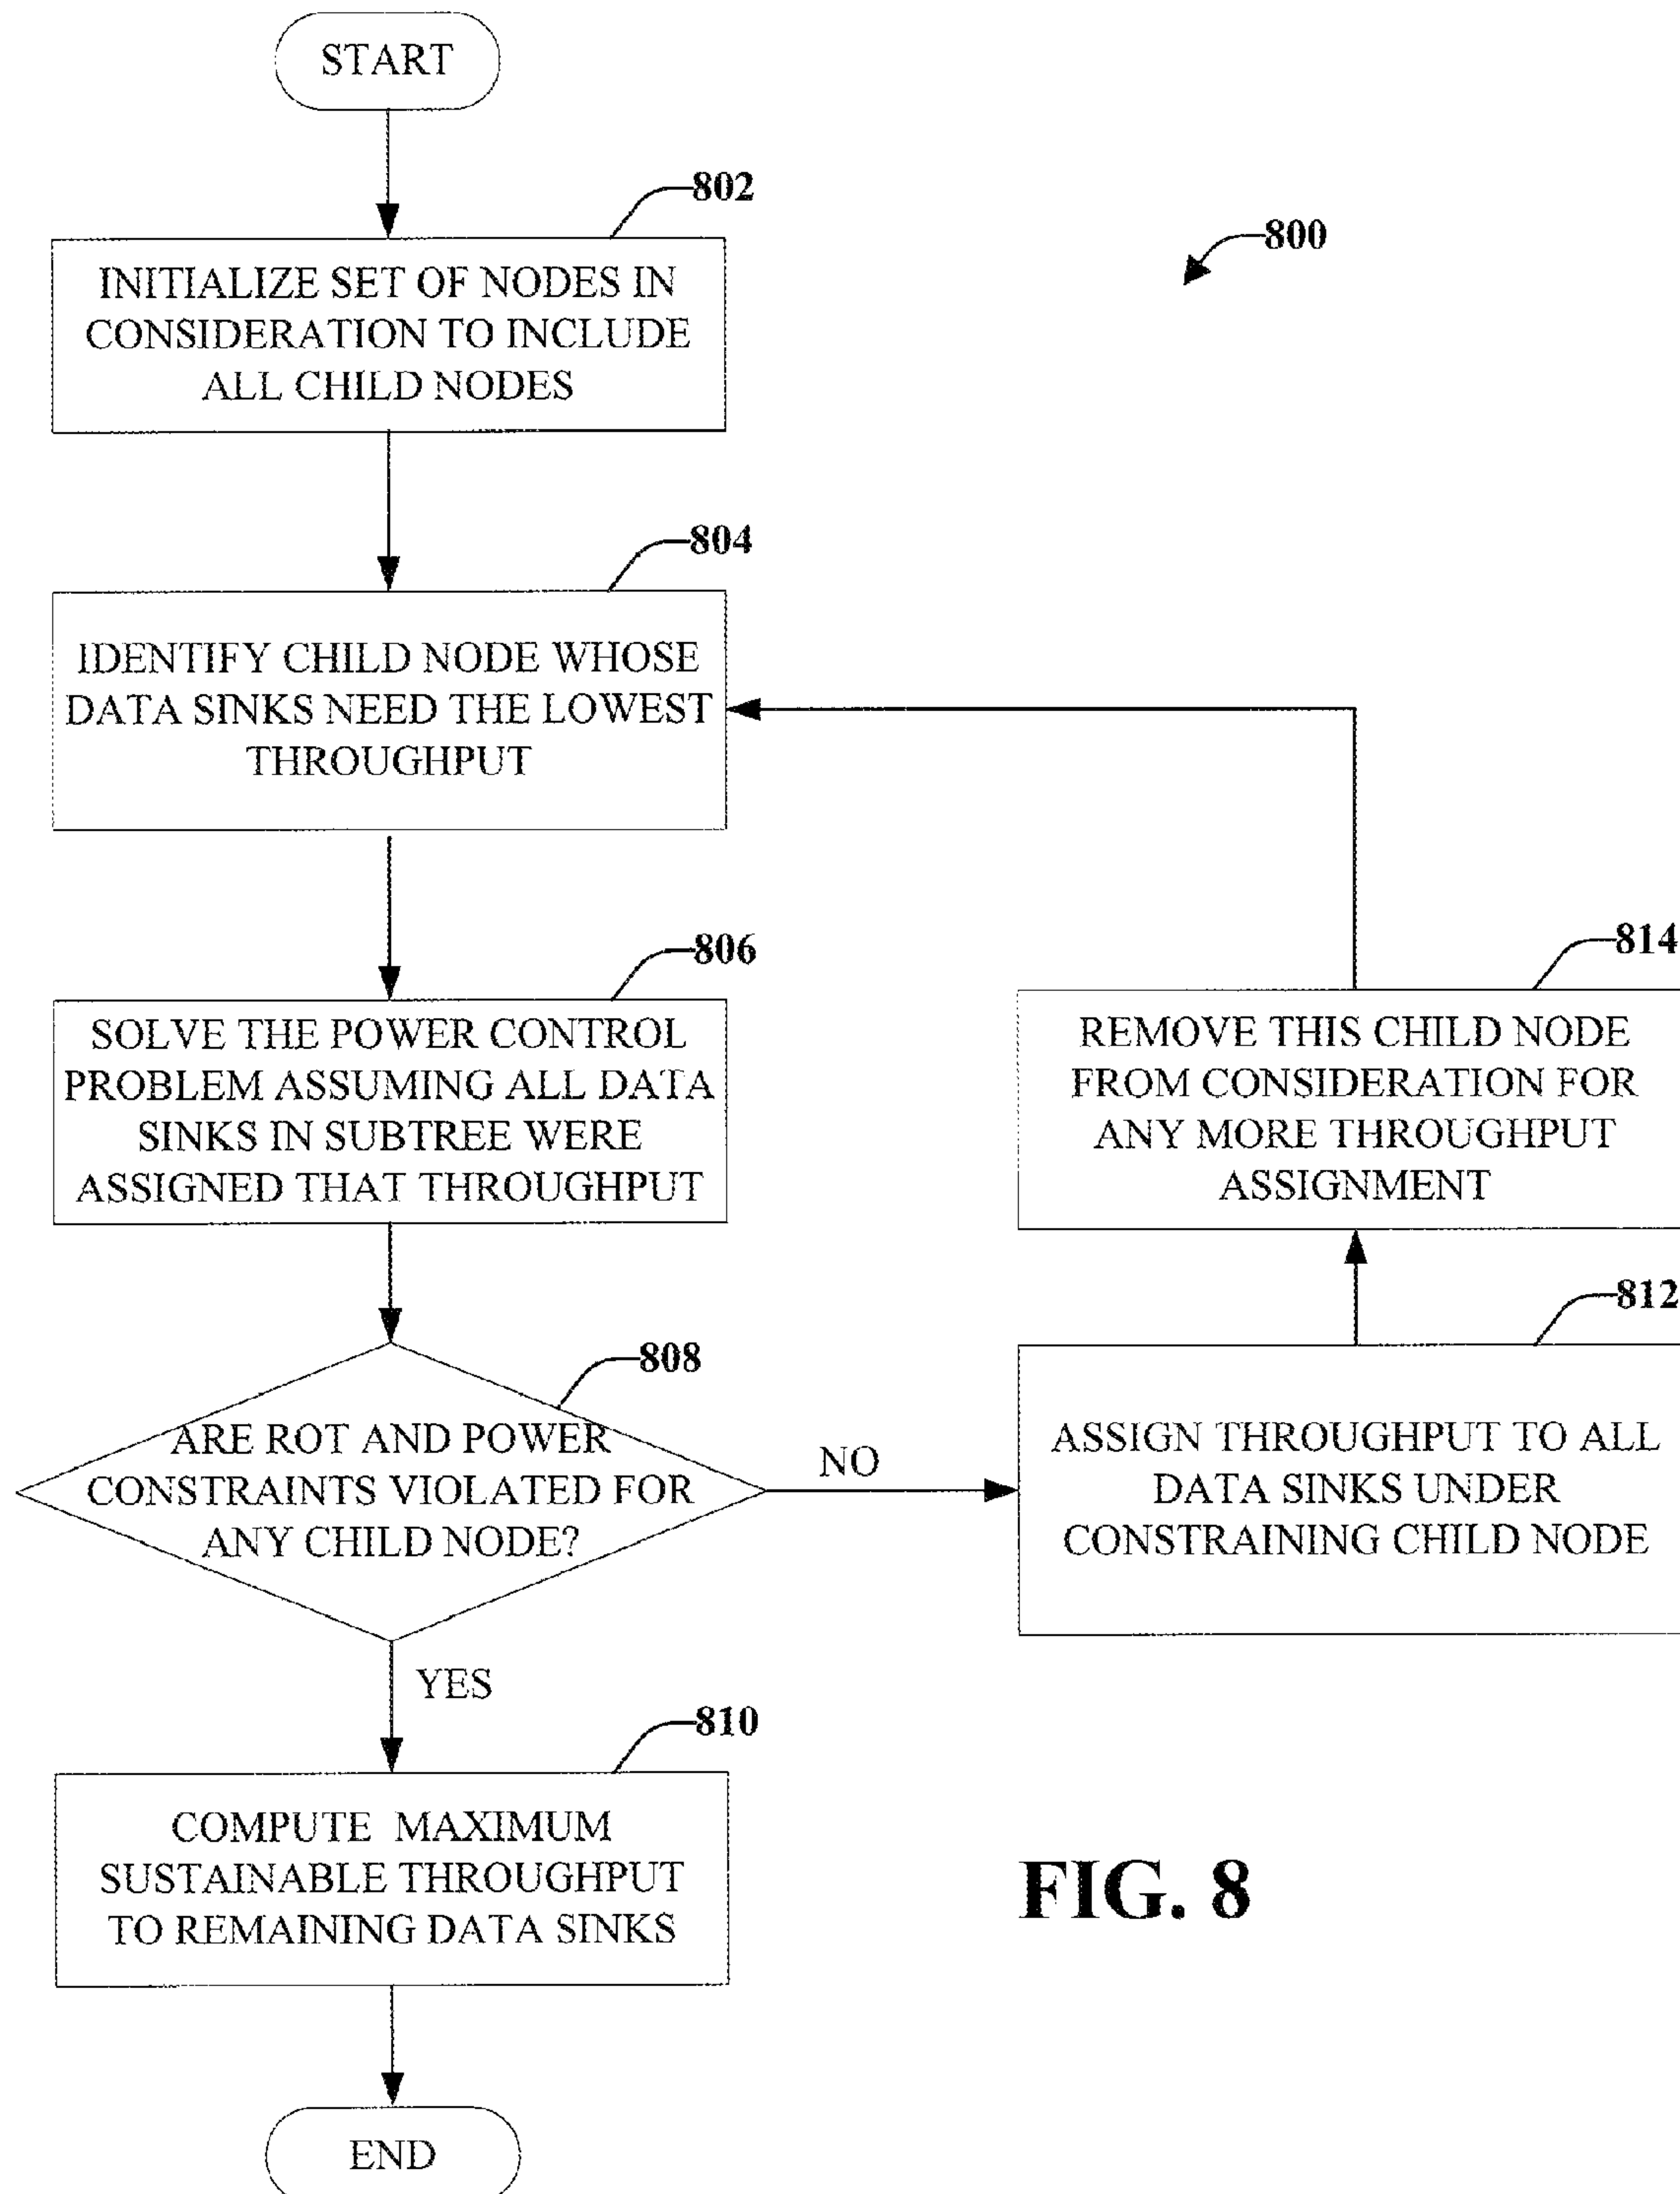 START
802
800
INITIALIZE SET OF NODES IN
CONSIDERATION TO INCLUDE
ALL CHILD NODES
804
IDENTIFY CHILD NODE WHOSE
DATA SINKS NEED THE LOWEST
THROUGHPUT
806
SOLVE THE POWER CONTROL
PROBLEM ASSUMING ALL DATA
SINKS IN SUBTREE WERE
ASSIGNED THAT THROUGHPUT
808
ARE ROT AND POWER
CONSTRAINTS VIOLATED FOR
ANY CHILD NODE?
NO
YES
812
ASSIGN THROUGHPUT TO ALL
DATA SINKS UNDER
CONSTRAINING CHILD NODE
814
REMOVE THIS CHILD NODE
FROM CONSIDERATION FOR
ANY MORE THROUGHPUT
ASSIGNMENT
810
COMPUTE MAXIMUM
SUSTAINABLE THROUGHPUT
TO REMAINING DATA SINKS
END
FIG. 8